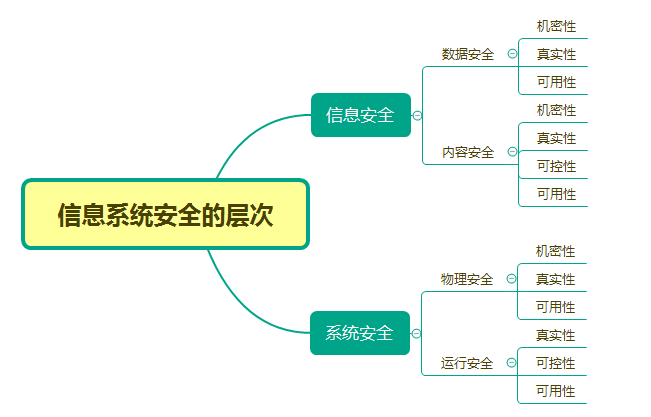 信息系统安全的层次
信息安全
数据安全
机密性
真实性
可用性
内容安全
机密性
真实性
可控性
可用性
系统安全
物理安全
机密性
真实性
可用性
运行安全
真实性
可控性
可用性